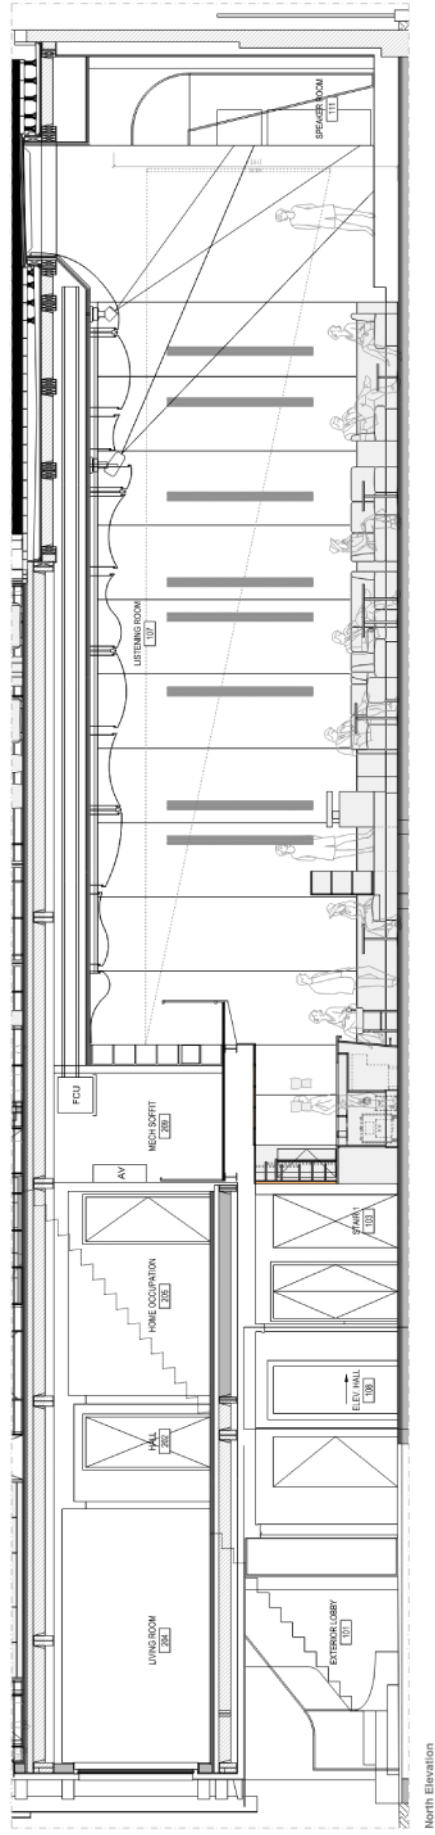 SPEAKER ROOM
111
LISTENING ROOM
107
FCU
MECH SOFFIT
209
AV
HOME OCCUPATION
205
STAIR 1
103
ELEV. HALL
108
HALL
202
LIVING ROOM
204
EXTERIOR LOBBY
101
North Elevation